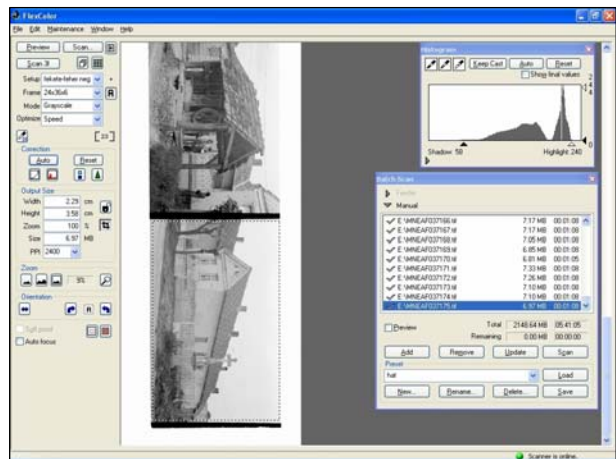 FlexColor
File Edit Maintenance Window Help
Preview Scan...
Scan 3f
Setup fekete-feher neg
Frame 24x36x6
Mode Grayscale
Optimize Speed
Correction
Auto Reset
Output Size
Width 2.29 cm
Height 3.58 cm
Zoom 100 %
Size 6.97 MB
PPI 2400
Zoom
9%
Orientation
R
Soft proof
Auto focus
Histogram
Keep Cast Auto Reset
Show final values
Shadow: 50 Highlight: 240
Batch Scan
Feeder
Manual
E:\MNEAF037166.tif 7.17 MB 00:01:08
E:\MNEAF037167.tif 7.17 MB 00:01:08
E:\MNEAF037168.tif 7.05 MB 00:01:08
E:\MNEAF037169.tif 6.85 MB 00:01:08
E:\MNEAF037170.tif 6.81 MB 00:01:05
E:\MNEAF037171.tif 7.33 MB 00:01:08
E:\MNEAF037172.tif 7.26 MB 00:01:08
E:\MNEAF037173.tif 7.10 MB 00:01:08
E:\MNEAF037174.tif 7.10 MB 00:01:08
E:\MNEAF037175.tif 6.97 MB 00:01:08
Preview Total 2148.64 MB 05:41:05
Remaining 0.00 MB 00:00:00
Add Remove Update Scan
Preset
hat Load
New... Rename... Delete... Save
Scanner is online.